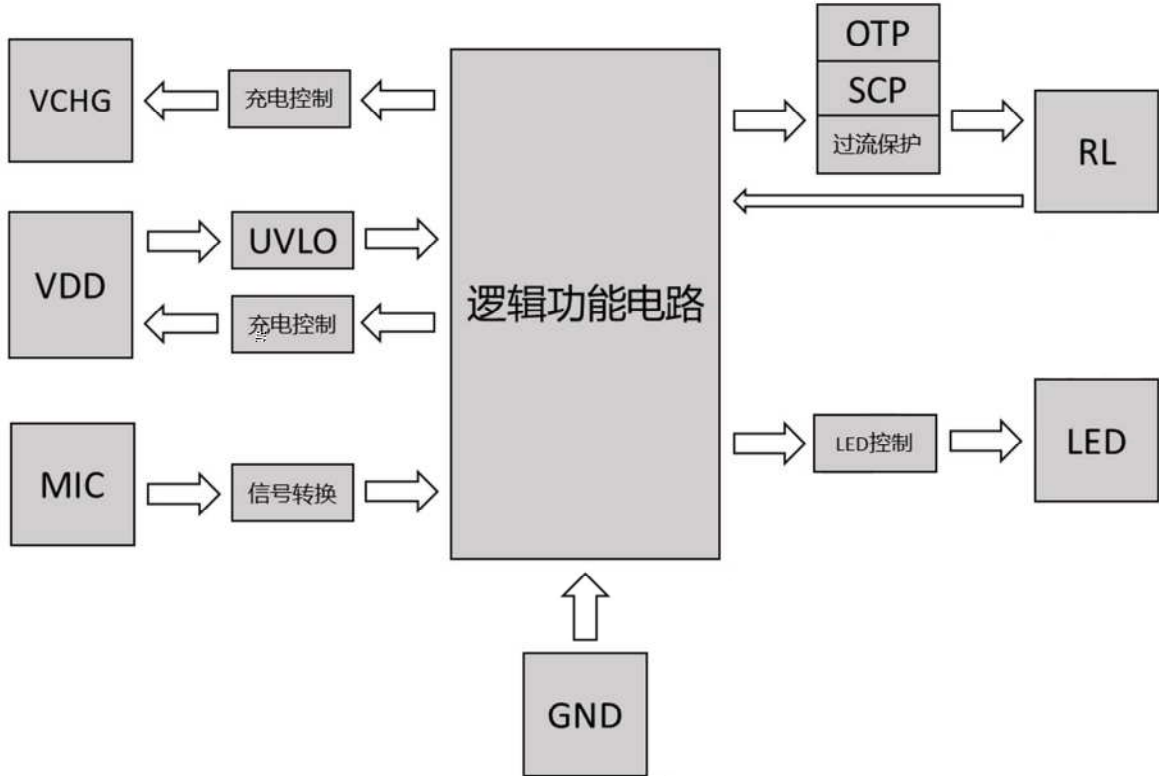 OTP
SCP
过流保护
VCHG
充电控制
RL
VDD
UVLO
充电控制
逻辑功能电路
MIC
信号转换
LED控制
LED
GND